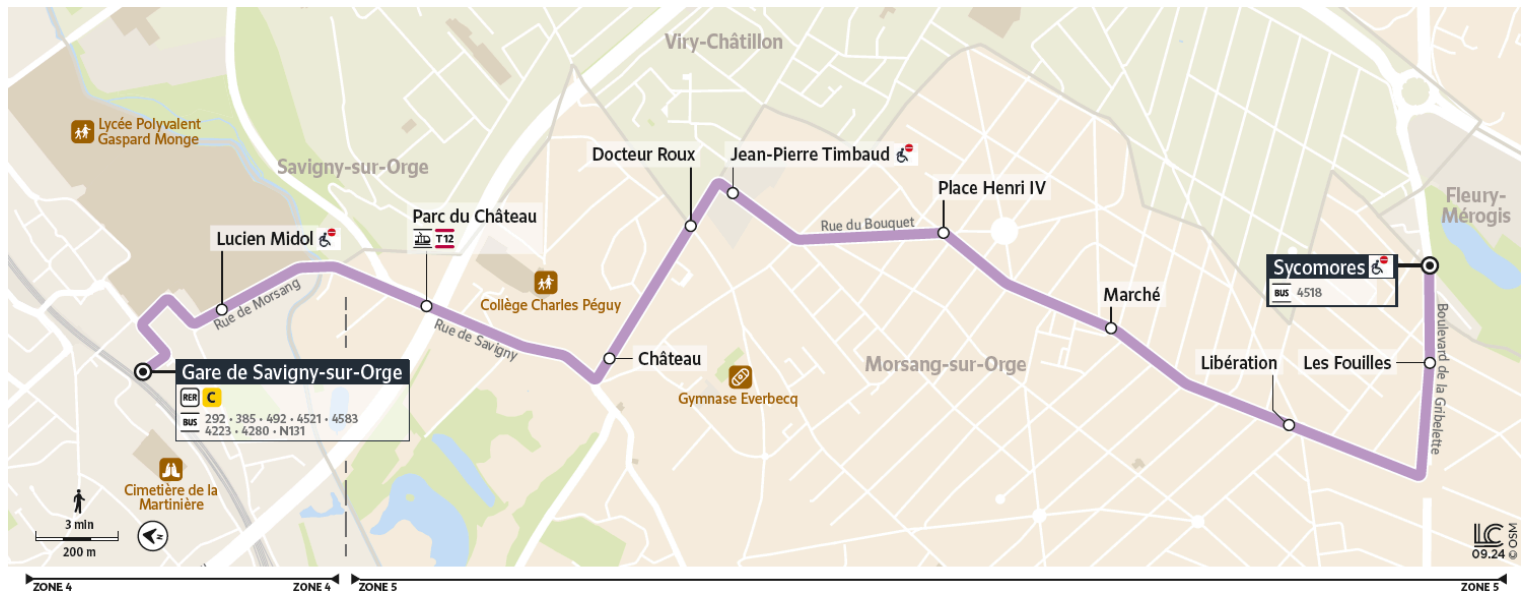 Viry-Châtillon
Lycée Polyvalent
Gaspard Monge
Savigny-sur-Orge
Docteur Roux
Jean-Pierre Timbaud
Place Henri IV
Fleury-
Mérogis
Parc du Château
T12
Lucien Midol
Rue du Bouquet
Sycomores
BUS 4518
Rue de Morsang
Collège Charles Péguy
Marché
Rue de Savigny
Boulevard de la Gribelette
Château
Morsang-sur-Orge
Libération
Les Fouilles
Gare de Savigny-sur-Orge
RER C
BUS 292 • 385 • 492 • 4521 • 4583
4223 • 4280 • N131
Gymnase Everbecq
Cimetière de la
Martinière
3 min
200 m
N
LC
09.24
© OSM
ZONE 4
ZONE 4
ZONE 5
ZONE 5